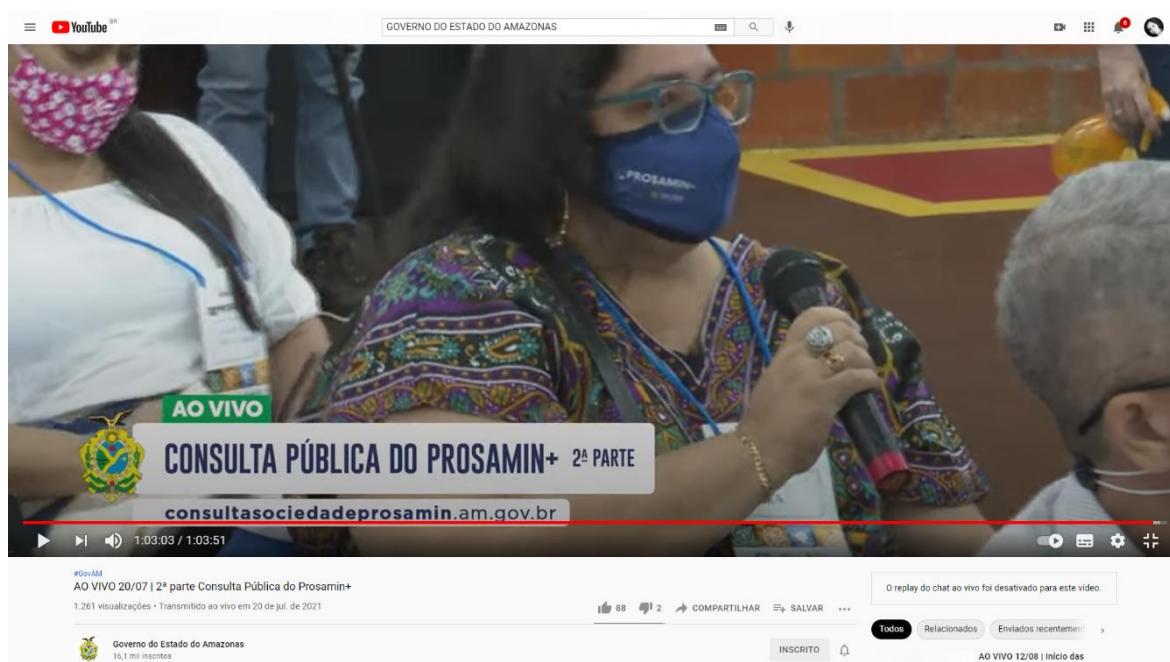 YouTube BR
GOVERNO DO ESTADO DO AMAZONAS
6
PROSAMIN+
AO VIVO
CONSULTA PÚBLICA DO PROSAMIN+ 2ª PARTE
consultasociedadeprosamin.am.gov.br
1:03:03 / 1:03:51
#GovAM
AO VIVO 20/07 | 2ª parte Consulta Pública do Prosamin+
1.261 visualizações • Transmitido ao vivo em 20 de jul. de 2021
88 2 COMPARTILHAR SALVAR
O replay do chat ao vivo foi desativado para este vídeo.
Todos Relacionados Enviados recentemen
Governo do Estado do Amazonas
16,1 mil inscritos
INSCRITO
AO VIVO 12/08 | Início das